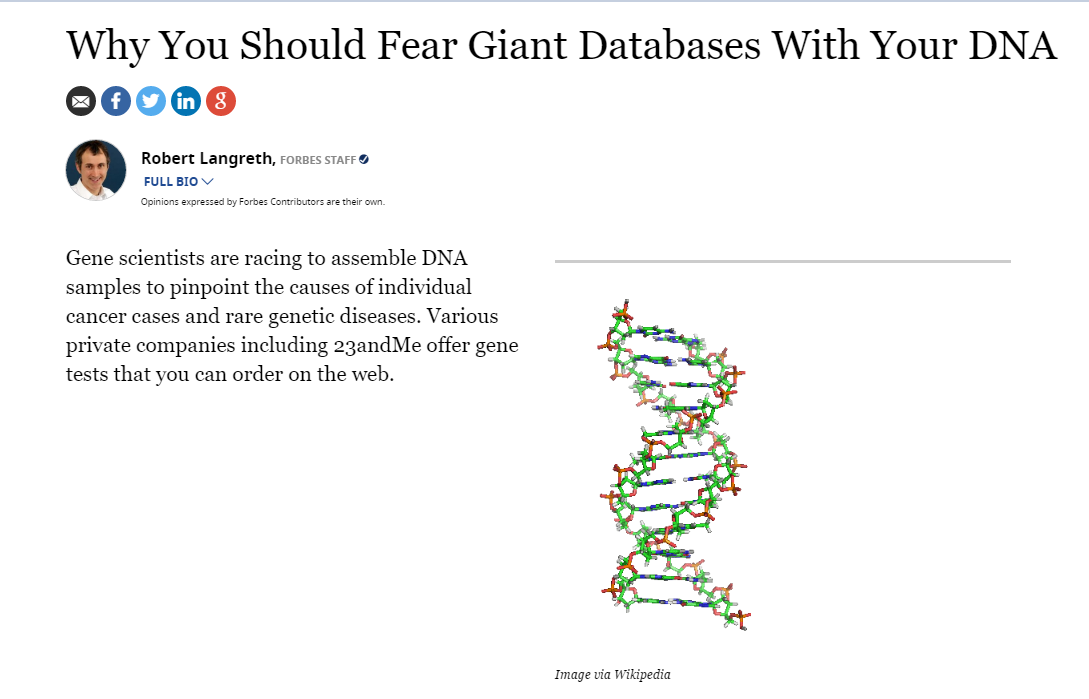 Why You Should Fear Giant Databases With Your DNA
f in g
Robert Langreth, FORBES STAFF
FULL BIO
Opinions expressed by Forbes Contributors are their own.
Gene scientists are racing to assemble DNA
samples to pinpoint the causes of individual
cancer cases and rare genetic diseases. Various
private companies including 23andMe offer gene
tests that you can order on the web.
Image via Wikipedia